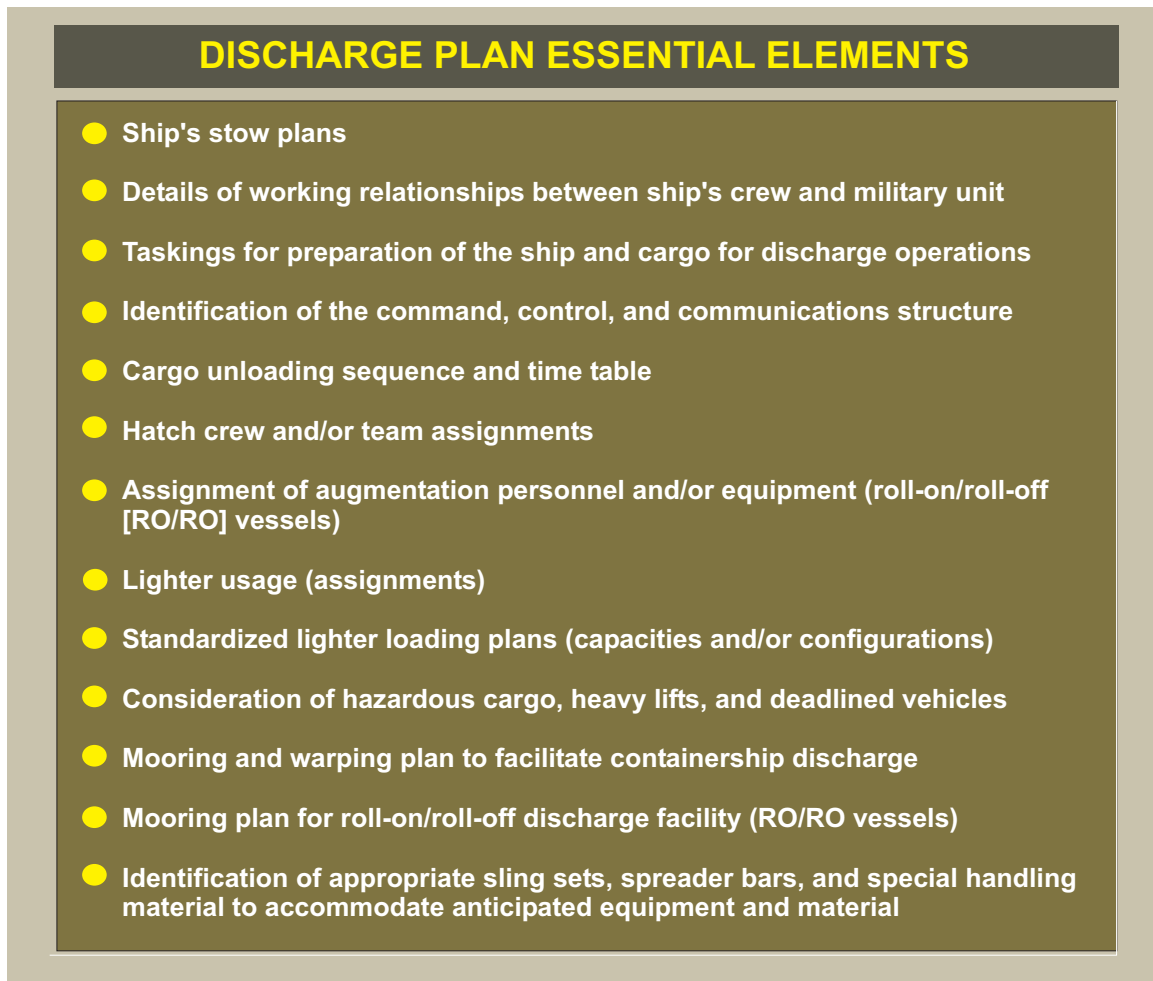 DISCHARGE PLAN ESSENTIAL ELEMENTS
Ship's stow plans
Details of working relationships between ship's crew and military unit
Taskings for preparation of the ship and cargo for discharge operations
Identification of the command, control, and communications structure
Cargo unloading sequence and time table
Hatch crew and/or team assignments
Assignment of augmentation personnel and/or equipment (roll-on/roll-off
[RO/RO] vessels)
Lighter usage (assignments)
Standardized lighter loading plans (capacities and/or configurations)
Consideration of hazardous cargo, heavy lifts, and deadlined vehicles
Mooring and warping plan to facilitate containership discharge
Mooring plan for roll-on/roll-off discharge facility (RO/RO vessels)
Identification of appropriate sling sets, spreader bars, and special handling
material to accommodate anticipated equipment and material